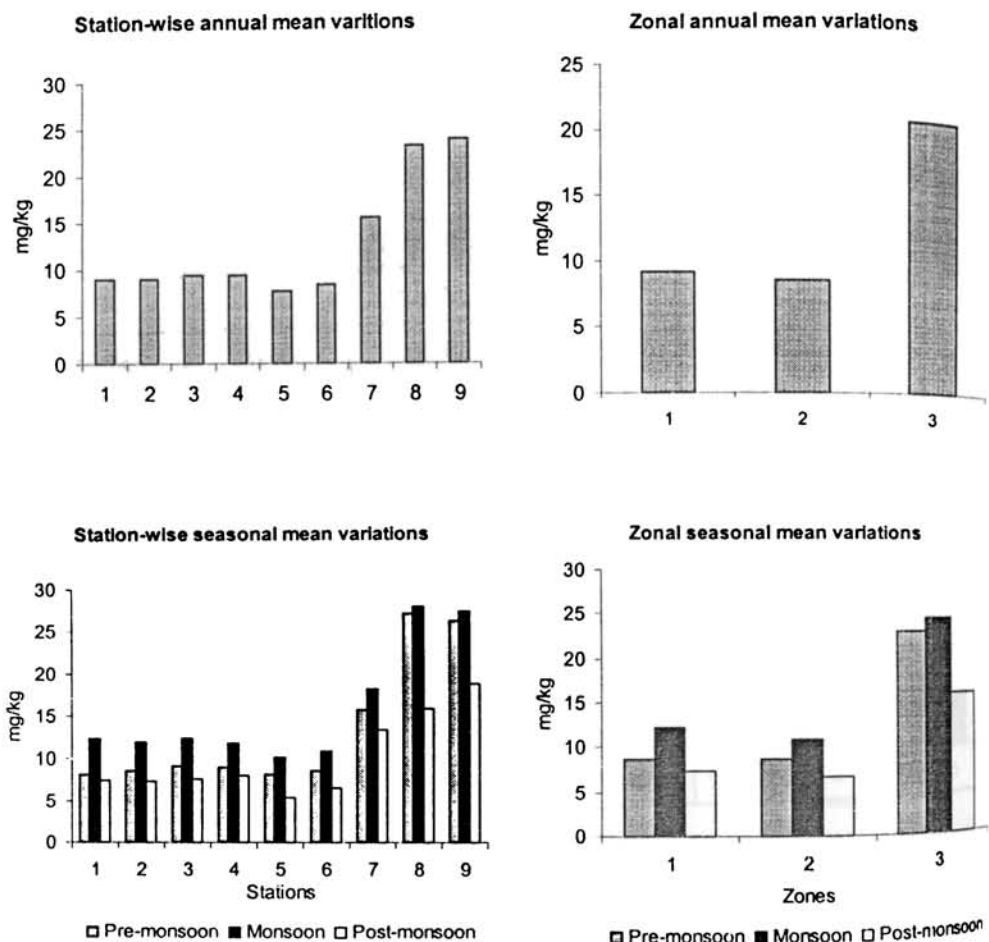 Station-wise annual mean varitions
30
25
20
15
10
5
0
mg/kg
1 2 3 4 5 6 7 8 9
Zonal annual mean variations
25
20
15
10
5
0
mg/kg
1 2 3
Station-wise seasonal mean variations
30
25
20
15
10
5
0
mg/kg
1 2 3 4 5 6 7 8 9
Stations
Pre-monsoon Monsoon Post-monsoon
Zonal seasonal mean variations
30
25
20
15
10
5
0
mg/kg
1 2 3
Zones
Pre-monsoon Monsoon Post-monsoon